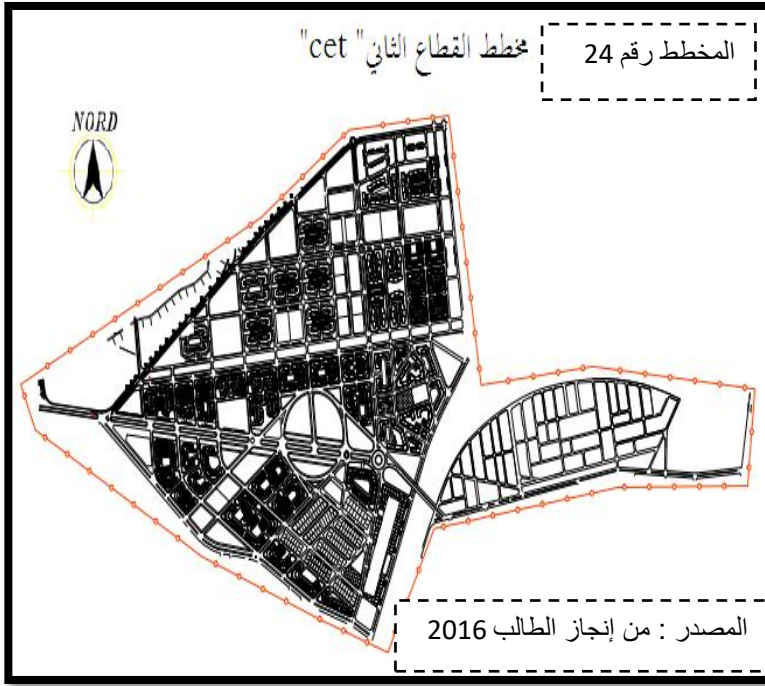 المخطط رقم 24
مخطط القطاع الثاني" cet"
NORD
المصدر : من إنجاز الطالب 2016